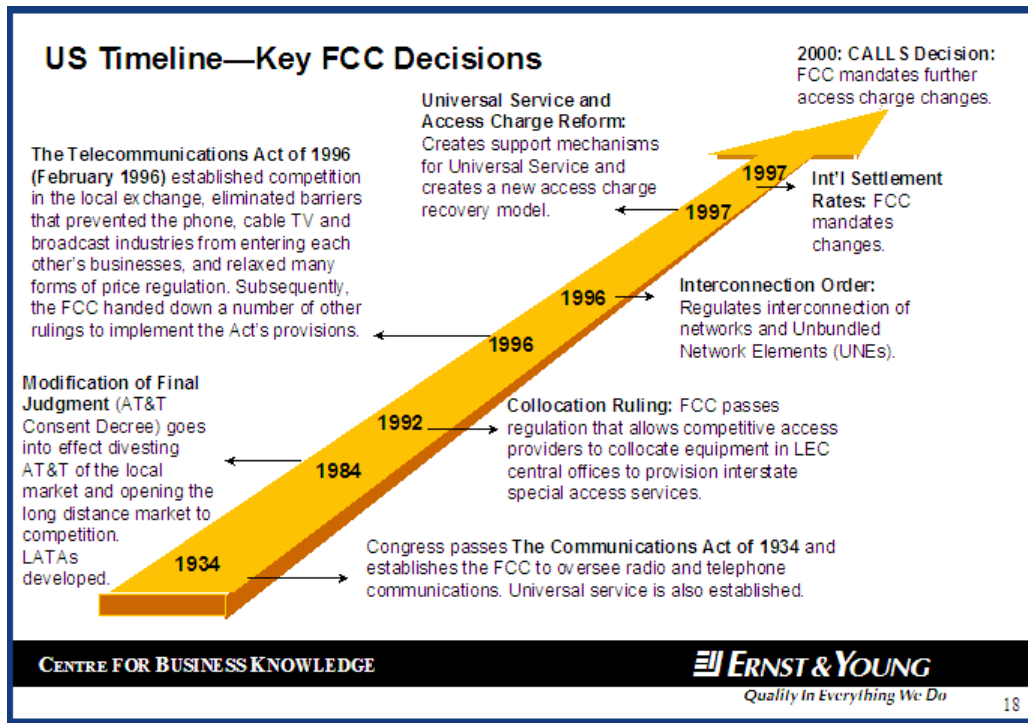 US Timeline—Key FCC Decisions
2000: CALLS Decision:
FCC mandates further
access charge changes.
Universal Service and
Access Charge Reform:
Creates support mechanisms
for Universal Service and
creates a new access charge
recovery model.
The Telecommunications Act of 1996
(February 1996) established competition
in the local exchange, eliminated barriers
that prevented the phone, cable TV and
broadcast industries from entering each
other's businesses, and relaxed many
forms of price regulation. Subsequently,
the FCC handed down a number of other
rulings to implement the Act's provisions.
1997
Int'l Settlement
Rates: FCC
mandates
changes.
1997
1996
Interconnection Order:
Regulates interconnection of
networks and Unbundled
Network Elements (UNEs).
1996
Modification of Final
Judgment (AT&T
Consent Decree) goes
into effect divesting
AT&T of the local
market and opening the
long distance market to
competition.
LATAs
developed.
1992
Collocation Ruling: FCC passes
regulation that allows competitive access
providers to collocate equipment in LEC
central offices to provision interstate
special access services.
1984
1934
Congress passes The Communications Act of 1934 and
establishes the FCC to oversee radio and telephone
communications. Universal service is also established.
CENTRE FOR BUSINESS KNOWLEDGE
ERNST & YOUNG
Quality In Everything We Do
18